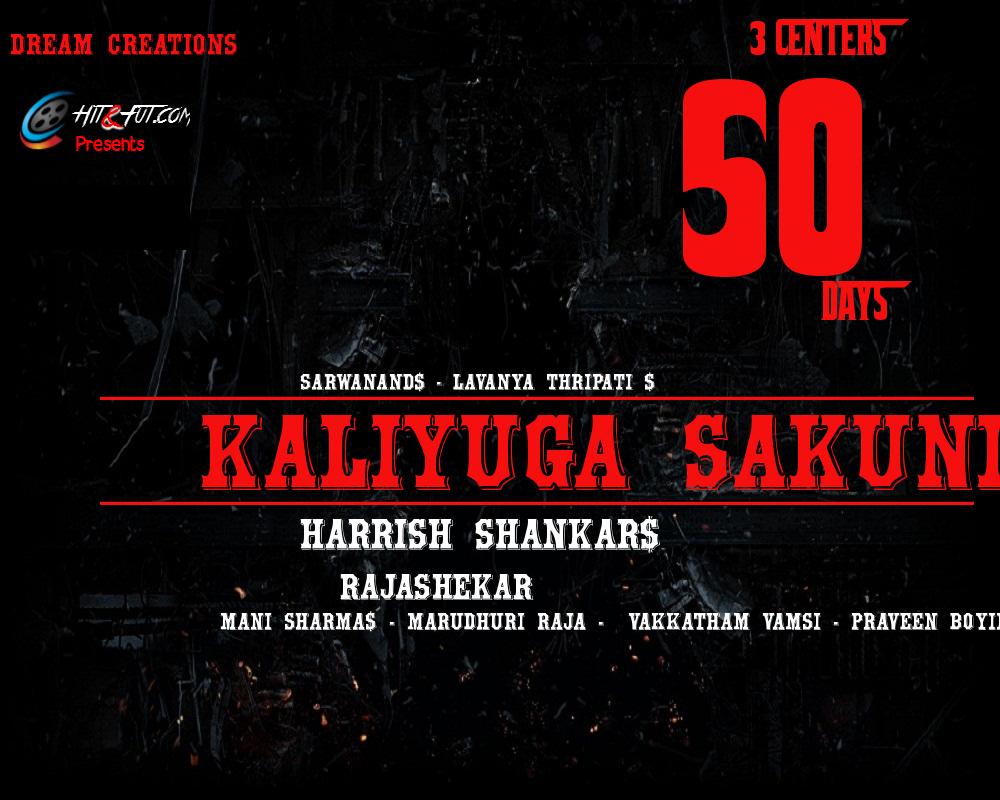 DREAM CREATIONS
3 CENTERS
HIT&FUT.COM
Presents
50
DAYS
SARWANAND$ - LAVANYA THRIPATI $
KALIYUGA SAKUNI
HARRISH SHANKAR$
RAJASHEKAR
MANI SHARMA$ - MARUDHURI RAJA - VAKKATHAM VAMSI - PRAVEEN